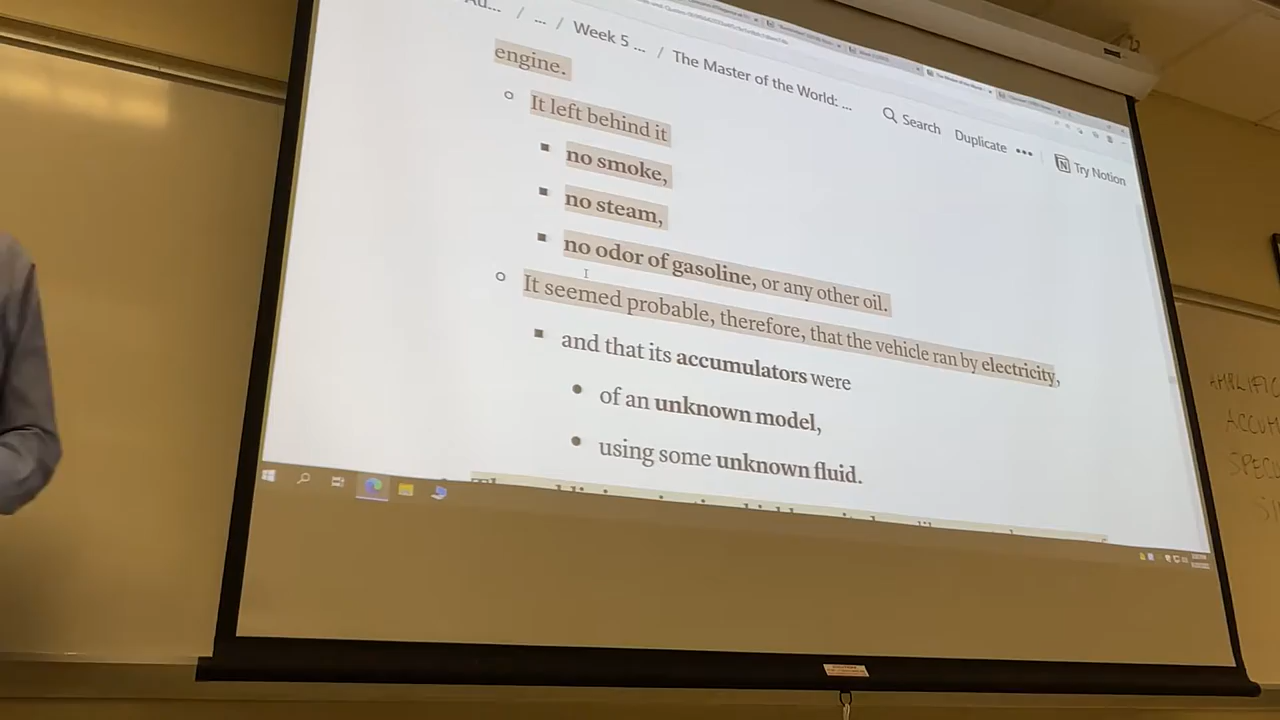 / ... / Week 5 ... / The Master of the World: ...
Search Duplicate ••• Try Notion
engine.
It left behind it
no smoke,
no steam,
no odor of gasoline, or any other oil.
It seemed probable, therefore, that the vehicle ran by electricity,
and that its accumulators were
of an unknown model,
using some unknown fluid.